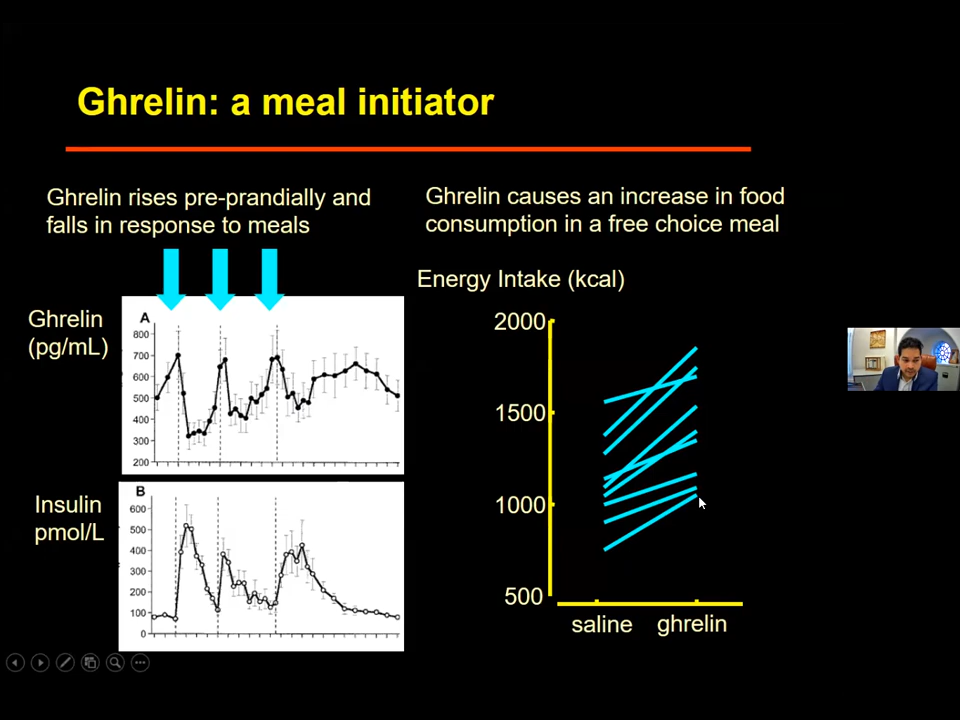 Ghrelin: a meal initiator
Ghrelin rises pre-prandially and
falls in response to meals
Ghrelin causes an increase in food
consumption in a free choice meal
Energy Intake (kcal)
Ghrelin
(pg/mL)
A
800
700
600
500
400
300
200
Insulin
pmol/L
B
600
500
400
300
200
100
0
2000
1500
1000
500
saline
ghrelin